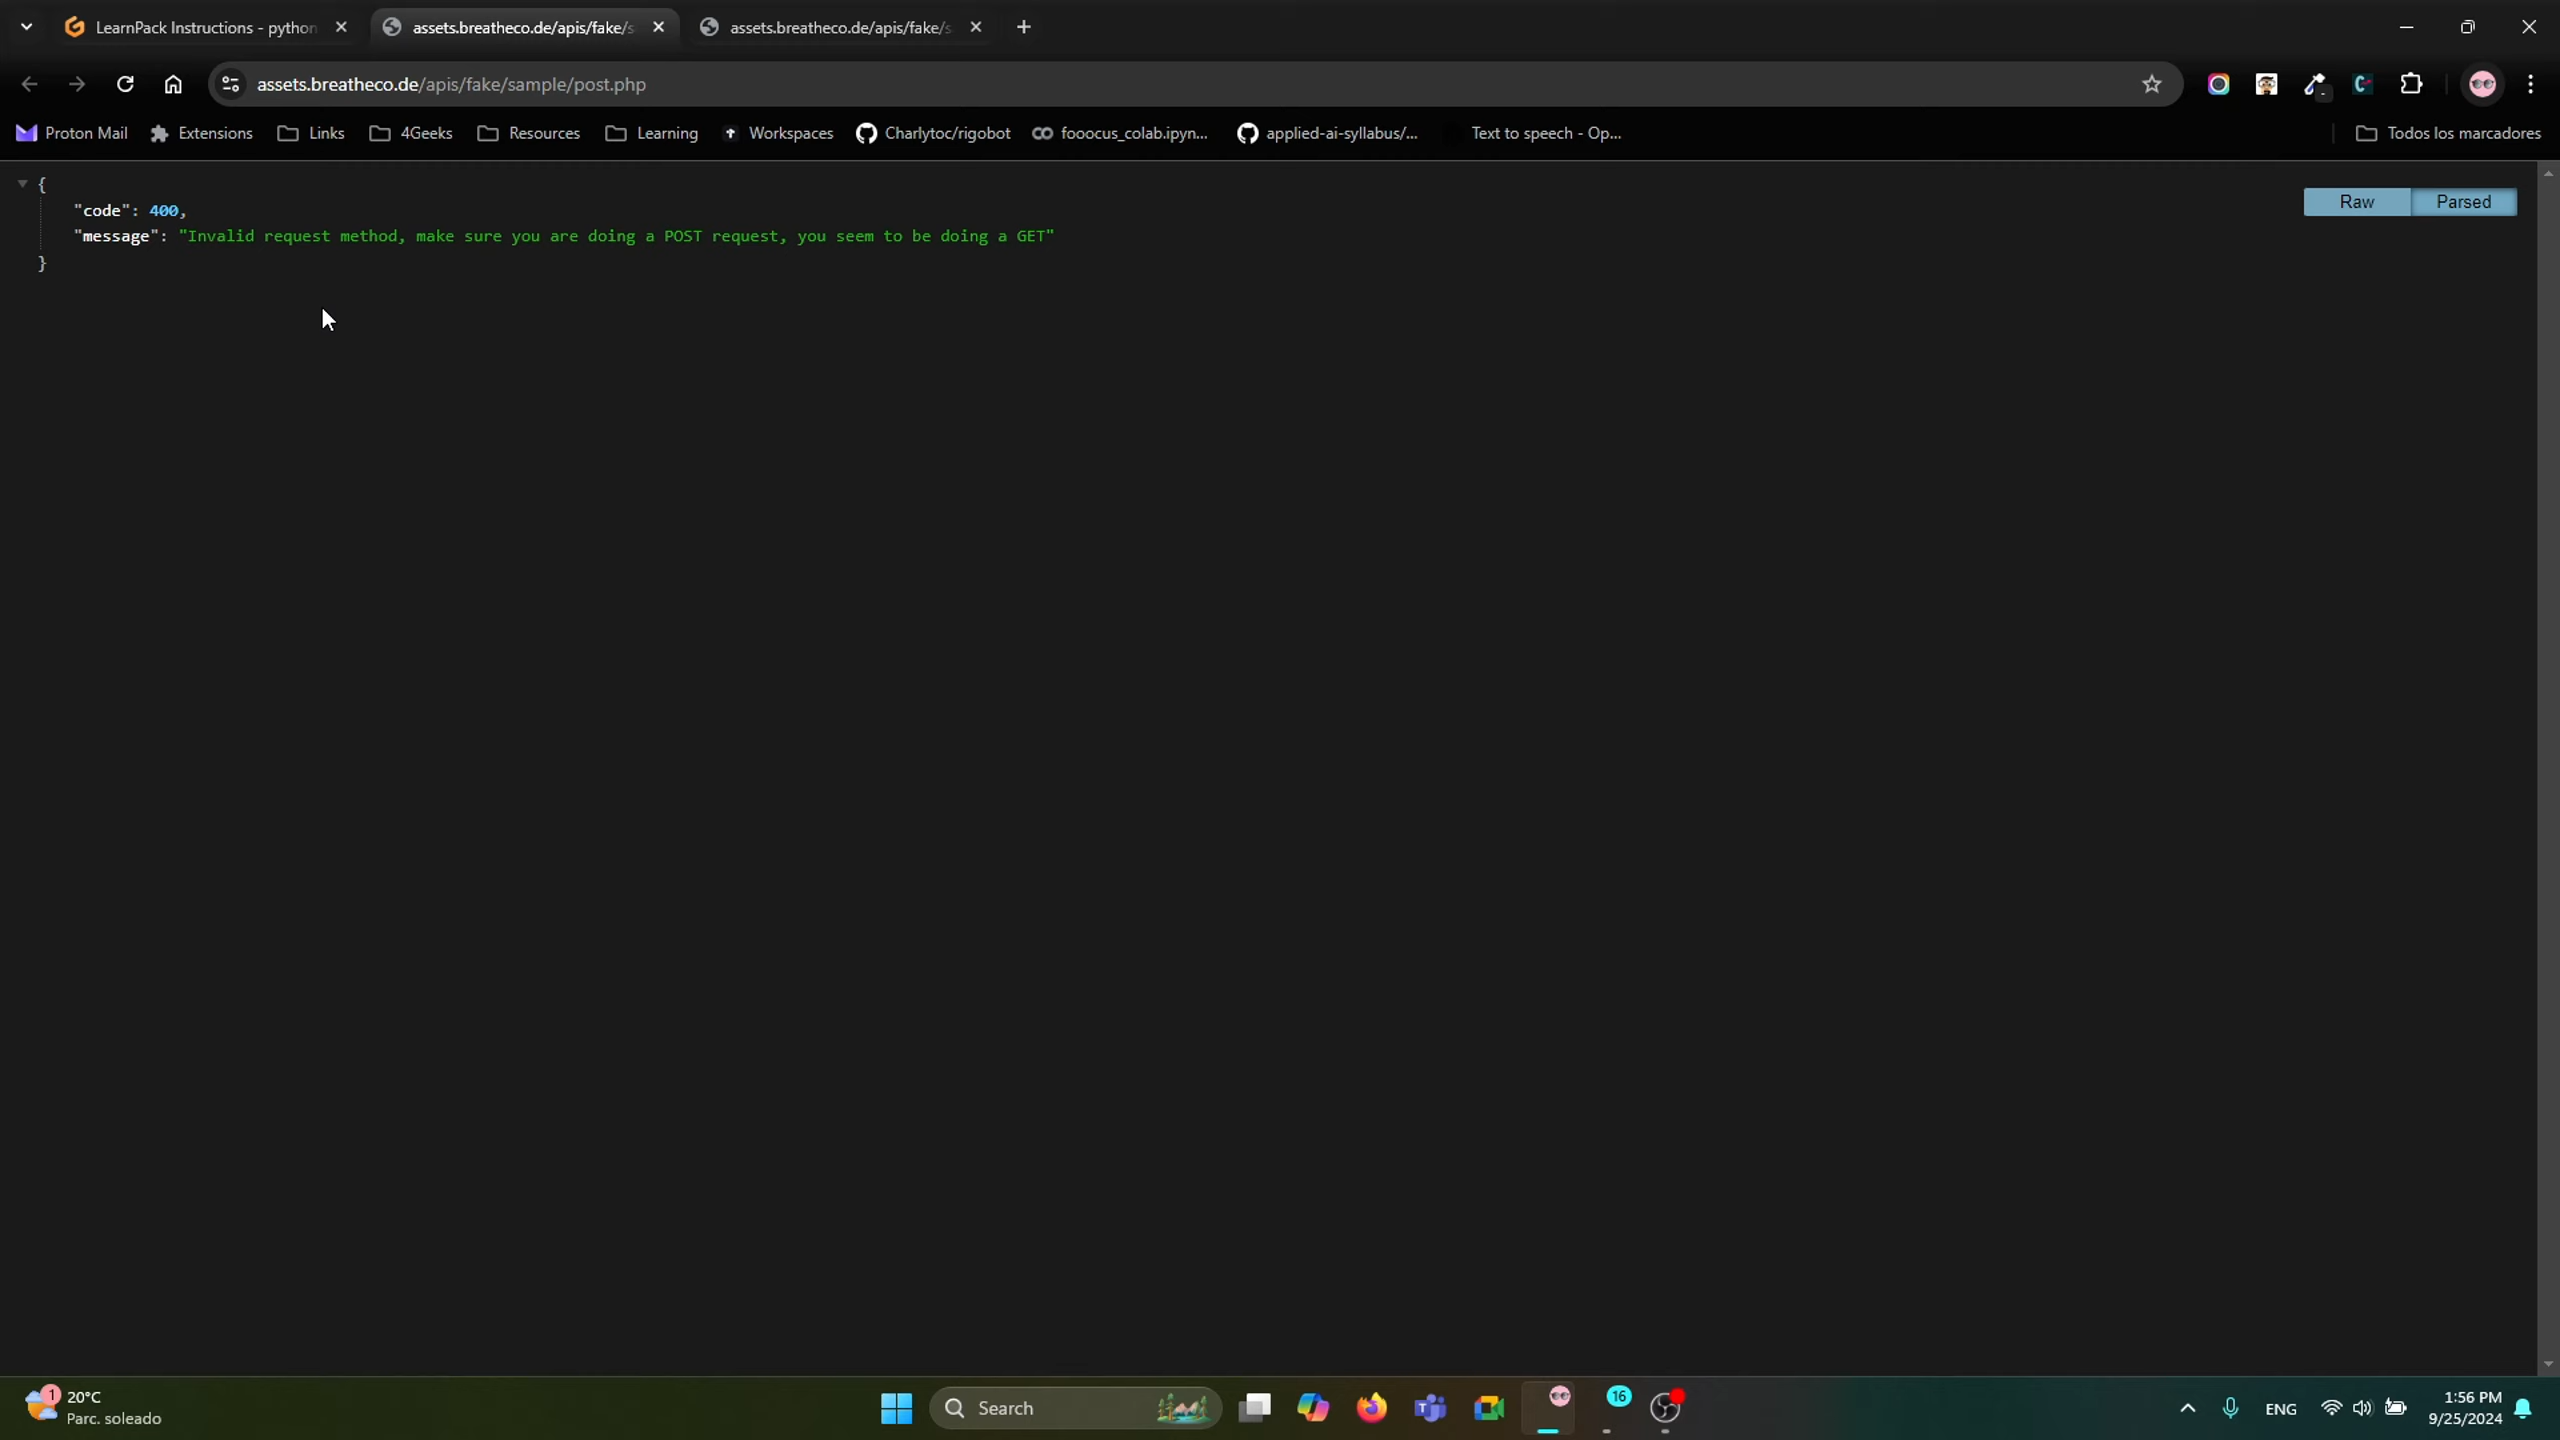 LearnPack Instructions - python
assets.breatheco.de/apis/fake/s
assets.breatheco.de/apis/fake/s
assets.breatheco.de/apis/fake/sample/post.php
Proton Mail
Extensions
Links
4Geeks
Resources
Learning
Workspaces
Charlytoc/rigobot
fooocus_colab.ipyn...
applied-ai-syllabus/...
Text to speech - Op...
Todos los marcadores
{
"code": 400,
"message": "Invalid request method, make sure you are doing a POST request, you seem to be doing a GET"
}
Raw
Parsed
1
20°C
Parc. soleado
Search
16
ENG
1:56 PM
9/25/2024